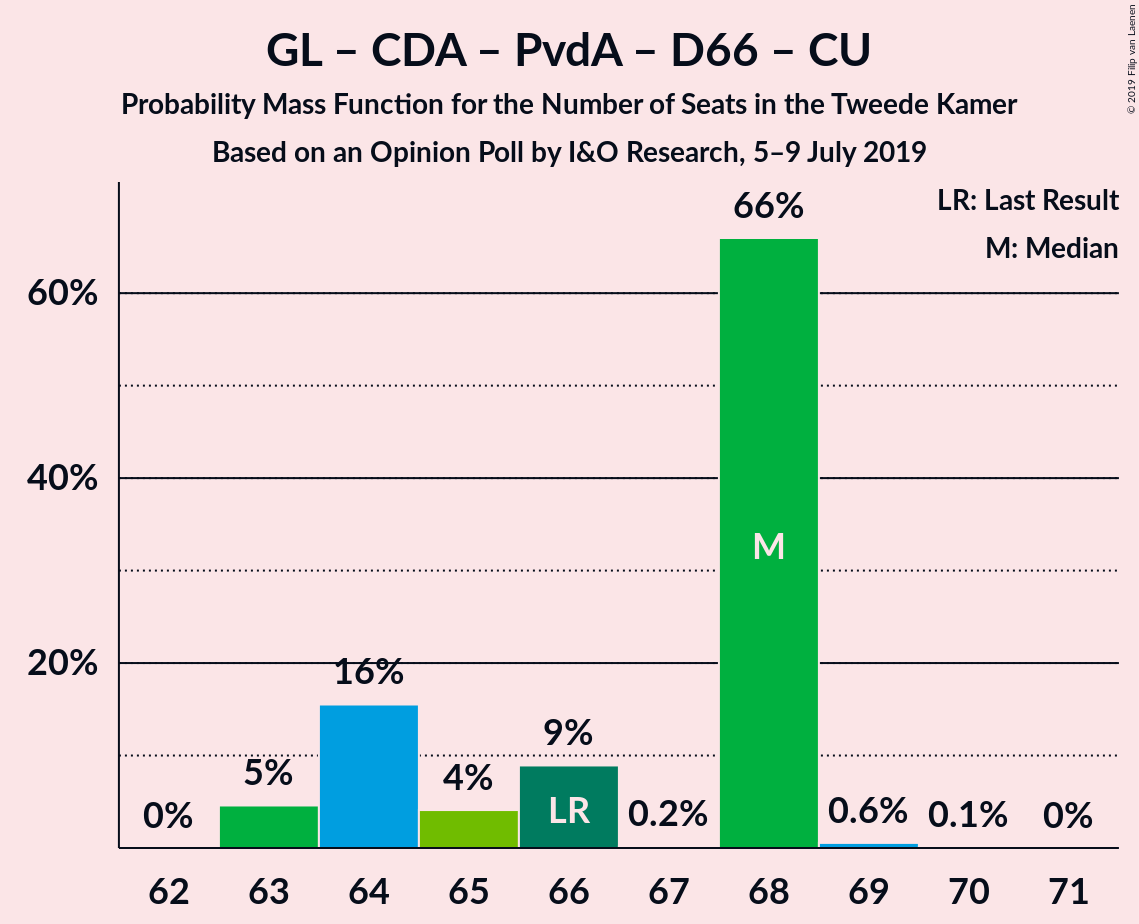 GL – CDA – PvdA – D66 – CU
Probability Mass Function for the Number of Seats in the Tweede Kamer
Based on an Opinion Poll by I&O Research, 5–9 July 2019
© 2019 Filip van Laenen
LR: Last Result
M: Median
60%
40%
20%
0%
5%
16%
4%
9%
0.2%
66%
0.6%
0.1%
0%
LR
M
62 63 64 65 66 67 68 69 70 71